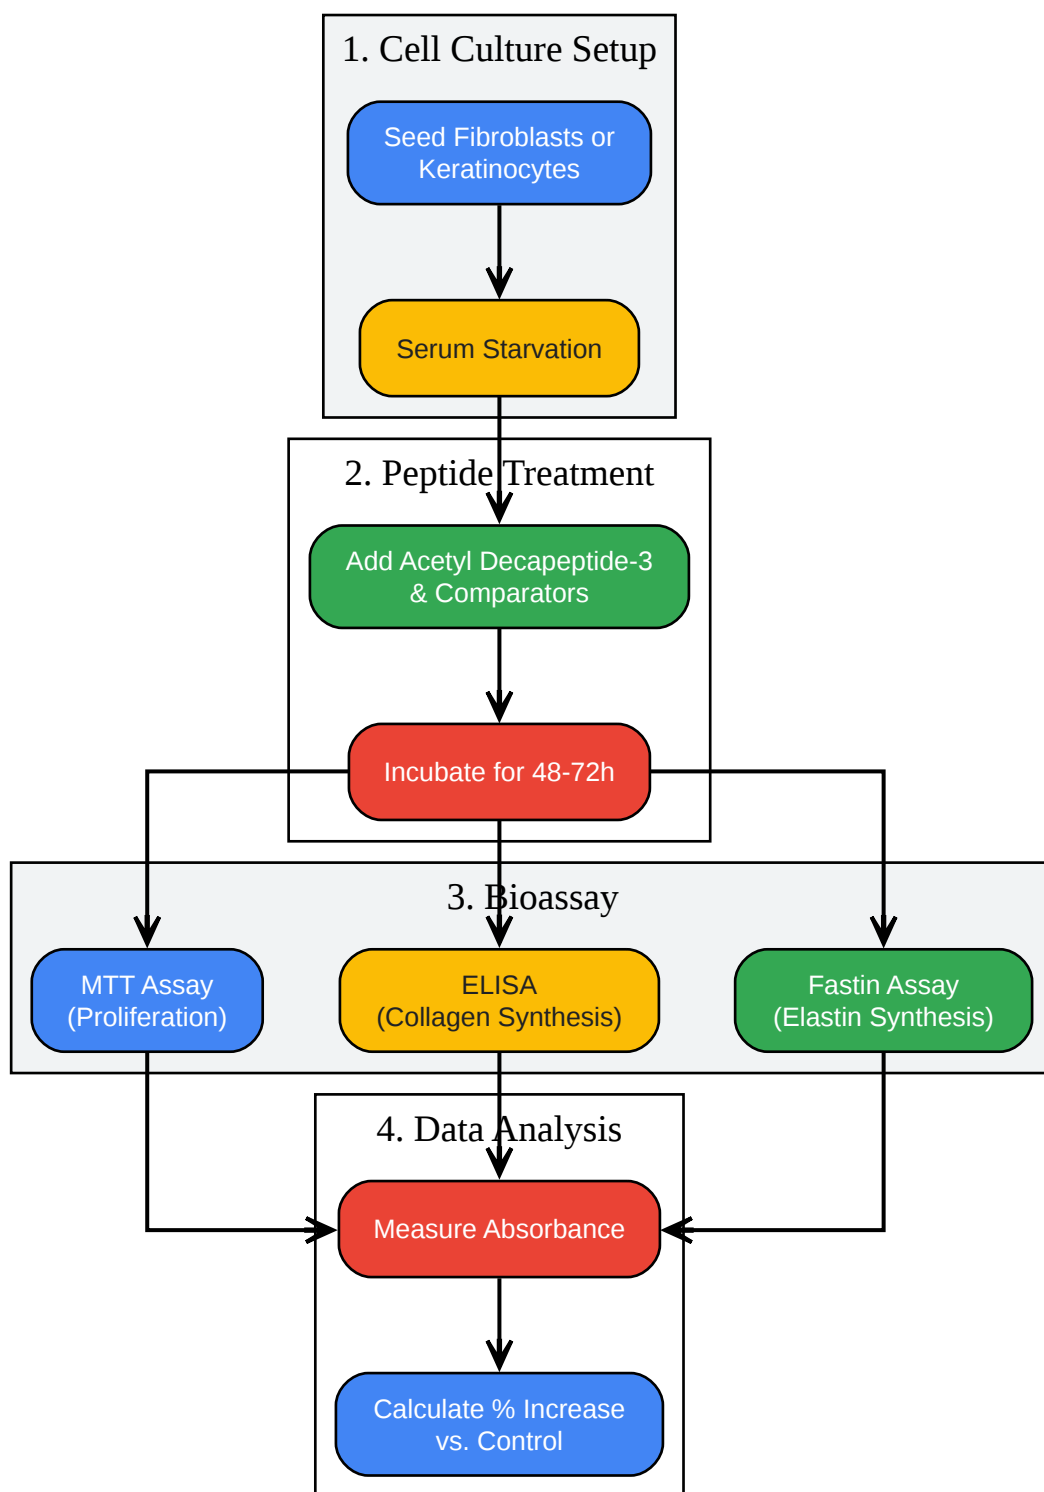 1. Cell Culture Setup
Seed Fibroblasts or
Keratinocytes
Serum Starvation
2. Peptide Treatment
Add Acetyl Decapeptide-3
& Comparators
Incubate for 48-72h
3. Bioassay
MTT Assay
(Proliferation)
ELISA
(Collagen Synthesis)
Fastin Assay
(Elastin Synthesis)
4. Data Analysis
Measure Absorbance
Calculate % Increase
vs. Control